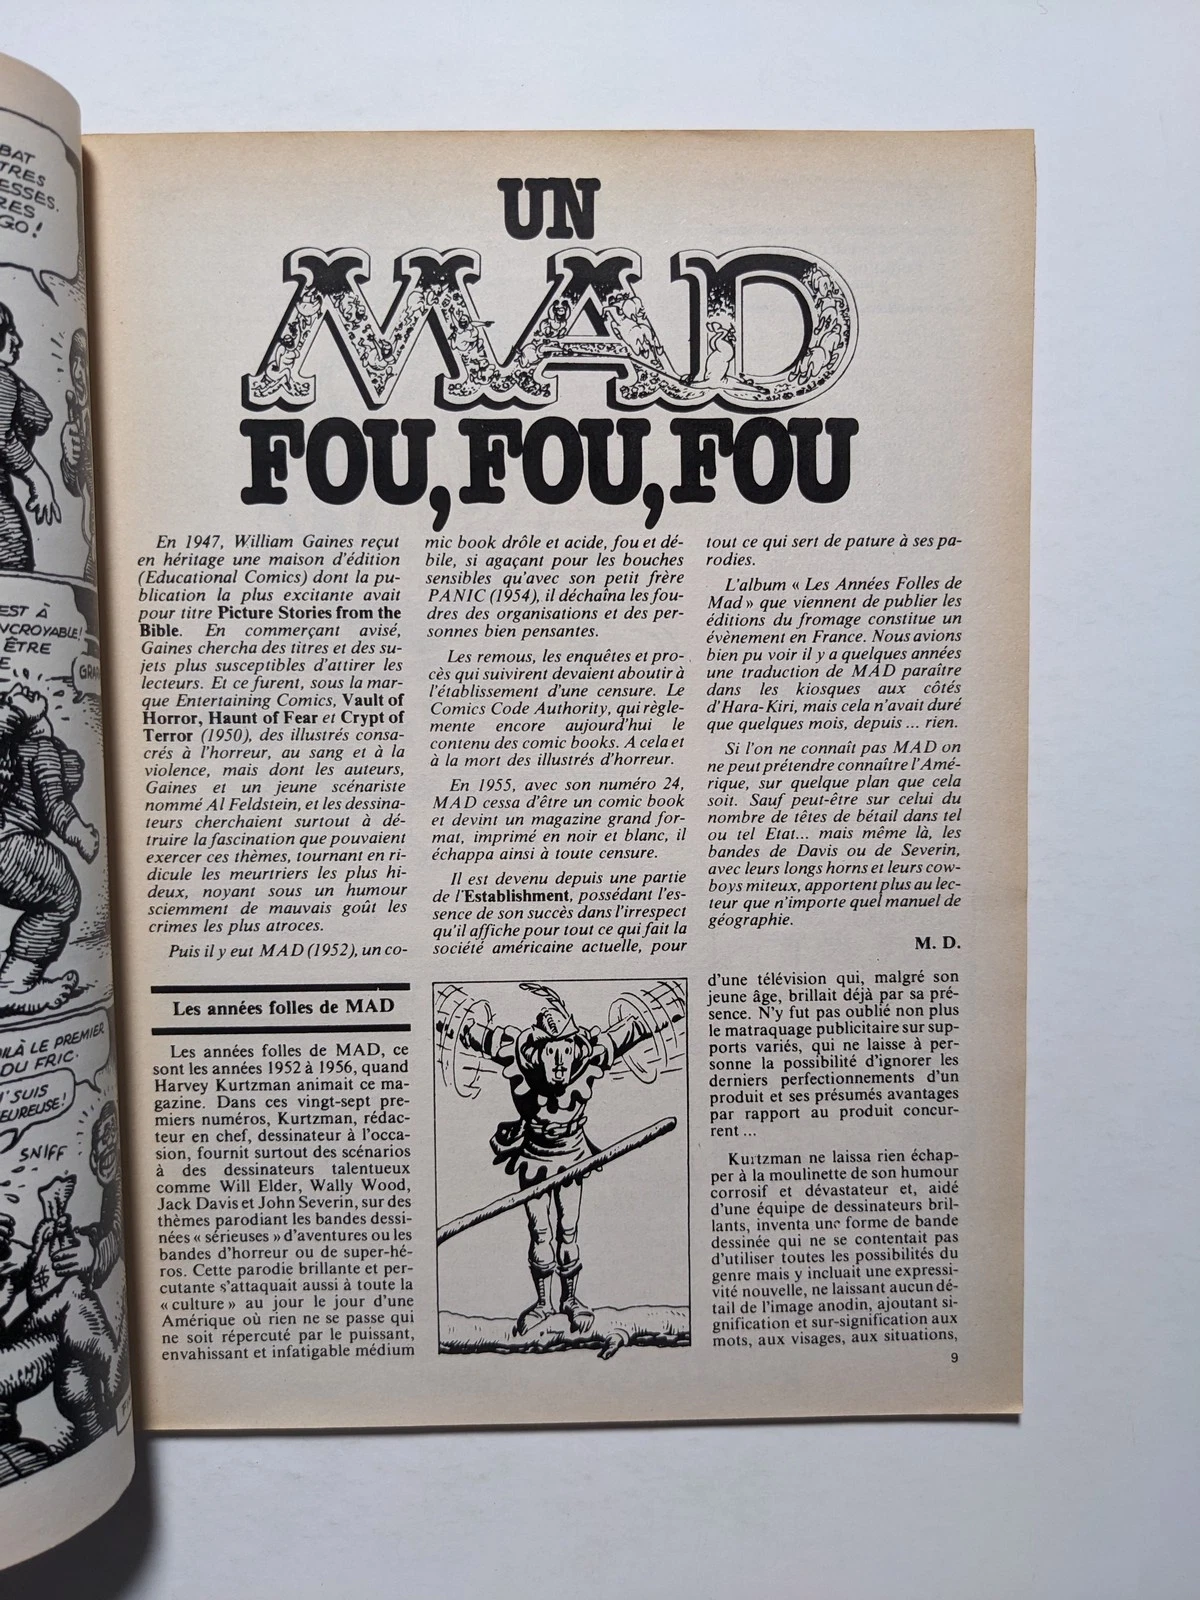 BAT
TRES
ESSES.
RES
GO!
EST À
NCROYABLE!
ÊTRE
E..
GRAA
ILÀ LE PREMIER
DU FRIC.
J'SUIS
EUREUSE!
SNIFF
$
UN
MAD
FOU, FOU, FOU
En 1947, William Gaines reçut
en héritage une maison d'édition
(Educational Comics) dont la pu-
blication la plus excitante avait
pour titre Picture Stories from the
Bible. En commerçant avisé,
Gaines chercha des titres et des su-
jets plus susceptibles d'attirer les
lecteurs. Et ce furent, sous la mar-
que Entertaining Comics, Vault of
Horror, Haunt of Fear et Crypt of
Terror (1950), des illustrés consa-
crés à l'horreur, au sang et à la
violence, mais dont les auteurs,
Gaines et un jeune scénariste
nommé Al Feldstein, et les dessina-
teurs cherchaient surtout à dé-
truire la fascination que pouvaient
exercer ces thèmes, tournant en ri-
dicule les meurtriers les plus hi-
deux, noyant sous un humour
sciemment de mauvais goût les
crimes les plus atroces.
Puis il y eut MAD (1952), un co-
mic book drôle et acide, fou et dé-
bile, si agaçant pour les bouches
sensibles qu'avec son petit frère
PANIC (1954), il déchaîna les fou-
dres des organisations et des per-
sonnes bien pensantes.
Les remous, les enquêtes et pro-
cès qui suivirent devaient aboutir à
l'établissement d'une censure. Le
Comics Code Authority, qui règle-
mente encore aujourd'hui le
contenu des comic books. A cela et
à la mort des illustrés d'horreur.
En 1955, avec son numéro 24,
MAD cessa d'être un comic book
et devint un magazine grand for-
mat, imprimé en noir et blanc, il
échappa ainsi à toute censure.
Il est devenu depuis une partie
de l'Establishment, possédant l'es-
sence de son succès dans l'irrespect
qu'il affiche pour tout ce qui fait la
société américaine actuelle, pour
tout ce qui sert de pature à ses pa-
rodies.
L'album « Les Années Folles de
Mad » que viennent de publier les
éditions du fromage constitue un
évènement en France. Nous avions
bien pu voir il y a quelques années
une traduction de MAD paraître
dans les kiosques aux côtés
d'Hara-Kiri, mais cela n'avait duré
que quelques mois, depuis ... rien.
Si l'on ne connaît pas MAD on
ne peut prétendre connaître l'Amé-
rique, sur quelque plan que cela
soit. Sauf peut-être sur celui du
nombre de têtes de bétail dans tel
ou tel Etat... mais même là, les
bandes de Davis ou de Severin,
avec leurs longs horns et leurs cow-
boys miteux, apportent plus au lec-
teur que n'importe quel manuel de
géographie.
M. D.
Les années folles de MAD
Les années folles de MAD, ce
sont les années 1952 à 1956, quand
Harvey Kurtzman animait ce ma-
gazine. Dans ces vingt-sept pre-
miers numéros, Kurtzman, rédac-
teur en chef, dessinateur à l'occa-
sion, fournit surtout des scénarios
à des dessinateurs talentueux
comme Will Elder, Wally Wood,
Jack Davis et John Severin, sur des
thèmes parodiant les bandes dessi-
nées « sérieuses » d'aventures ou les
bandes d'horreur ou de super-hé-
ros. Cette parodie brillante et per-
cutante s'attaquait aussi à toute la
« culture » au jour le jour d'une
Amérique où rien ne se passe qui
ne soit répercuté par le puissant,
envahissant et infatigable médium
d'une télévision qui, malgré son
jeune âge, brillait déjà par sa pré-
sence. N'y fut pas oublié non plus
le matraquage publicitaire sur sup-
ports variés, qui ne laisse à per-
sonne la possibilité d'ignorer les
derniers perfectionnements d'un
produit et ses présumés avantages
par rapport au produit concur-
rent ...
Kurtzman ne laissa rien échap-
per à la moulinette de son humour
corrosif et dévastateur et, aidé
d'une équipe de dessinateurs bril-
lants, inventa une forme de bande
dessinée qui ne se contentait pas
d'utiliser toutes les possibilités du
genre mais y incluait une expressi-
vité nouvelle, ne laissant aucun dé-
tail de l'image anodin, ajoutant si-
gnification et sur-signification aux
mots, aux visages, aux situations,
9